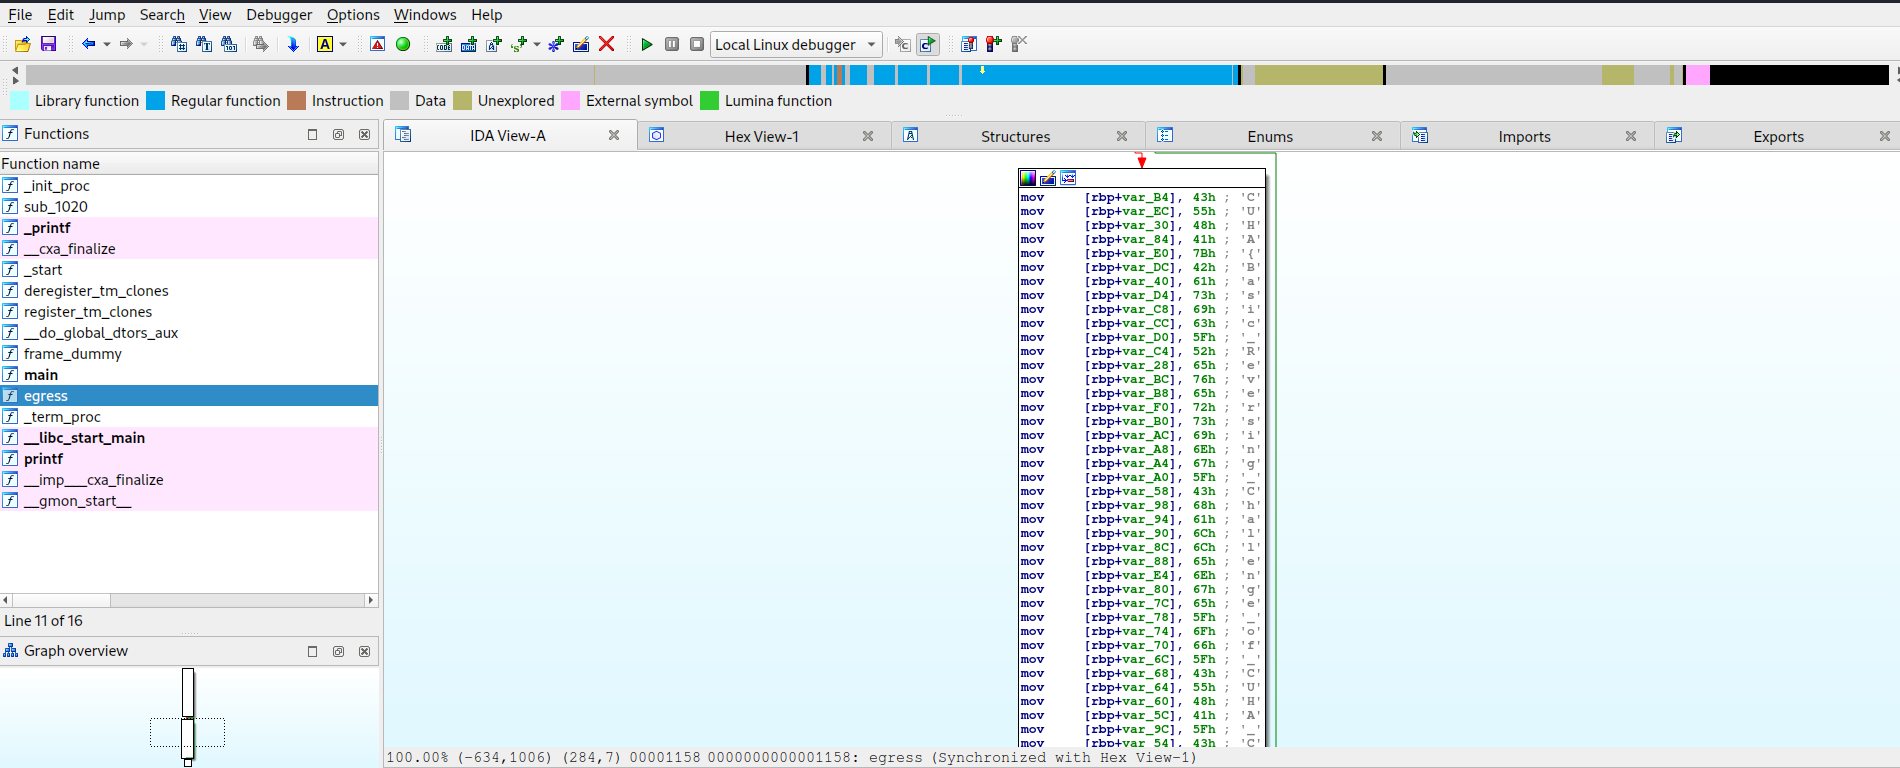 File Edit Jump Search View Debugger Options Windows Help
A Local Linux debugger
Library function Regular function Instruction Data Unexplored External symbol Lumina function
Functions
Function name
_init_proc
sub_1020
_printf
__cxa_finalize
_start
deregister_tm_clones
register_tm_clones
__do_global_dtors_aux
frame_dummy
main
egress
_term_proc
__libc_start_main
printf
__imp___cxa_finalize
__gmon_start__
Line 11 of 16
Graph overview
IDA View-A Hex View-1 Structures Enums Imports Exports
mov [rbp+var_B4], 43h ; 'C'
mov [rbp+var_EC], 55h ; 'U'
mov [rbp+var_30], 48h ; 'H'
mov [rbp+var_84], 41h ; 'A'
mov [rbp+var_E0], 7Bh ; '{'
mov [rbp+var_DC], 42h ; 'B'
mov [rbp+var_40], 61h ; 'a'
mov [rbp+var_D4], 73h ; 's'
mov [rbp+var_C8], 69h ; 'i'
mov [rbp+var_CC], 63h ; 'c'
mov [rbp+var_D0], 5Fh ; '_'
mov [rbp+var_C4], 52h ; 'R'
mov [rbp+var_28], 65h ; 'e'
mov [rbp+var_BC], 76h ; 'v'
mov [rbp+var_B8], 65h ; 'e'
mov [rbp+var_F0], 72h ; 'r'
mov [rbp+var_B0], 73h ; 's'
mov [rbp+var_AC], 69h ; 'i'
mov [rbp+var_A8], 6Eh ; 'n'
mov [rbp+var_A4], 67h ; 'g'
mov [rbp+var_A0], 5Fh ; '_'
mov [rbp+var_58], 43h ; 'C'
mov [rbp+var_98], 68h ; 'h'
mov [rbp+var_94], 61h ; 'a'
mov [rbp+var_90], 6Ch ; 'l'
mov [rbp+var_8C], 6Ch ; 'l'
mov [rbp+var_88], 65h ; 'e'
mov [rbp+var_E4], 6Eh ; 'n'
mov [rbp+var_80], 67h ; 'g'
mov [rbp+var_7C], 65h ; 'e'
mov [rbp+var_78], 5Fh ; '_'
mov [rbp+var_74], 6Fh ; 'o'
mov [rbp+var_70], 66h ; 'f'
mov [rbp+var_6C], 5Fh ; '_'
mov [rbp+var_68], 43h ; 'C'
mov [rbp+var_64], 55h ; 'U'
mov [rbp+var_60], 48h ; 'H'
mov [rbp+var_5C], 41h ; 'A'
mov [rbp+var_9C], 5Fh ; '_'
mov [rbp+var_54], 43h ; 'C'
100.00% (-634,1006) (284,7) 00001158 0000000000001158: egress (Synchronized with Hex View-1)